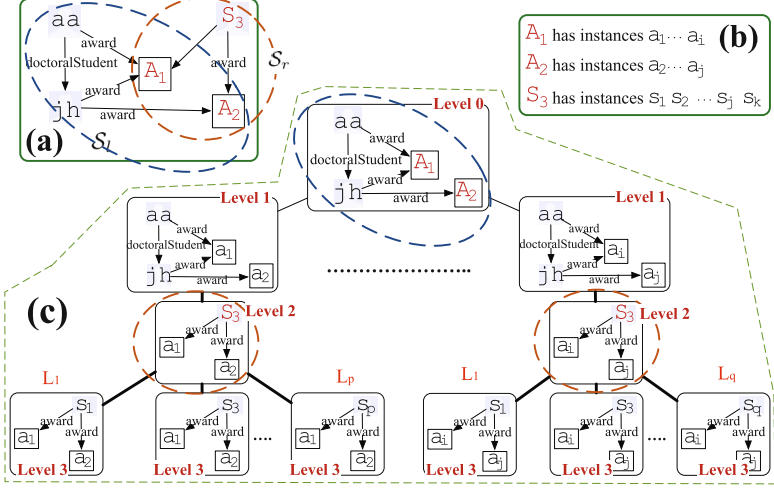 aa
award
doctoralStudent
jh
award
award
A1
A2
S3
award
Sr
Sl
(a)
A1 has instances a1 ... ai
(b)
A2 has instances a2 ... aj
S3 has instances s1 s2 ... sj sk
Level 0
aa
award
doctoralStudent
A1
jh
award
award
A2
Level 1
aa
award
doctoralStudent
a1
jh
award
award
a2
........................
Level 1
aa
award
doctoralStudent
ai
jh
award
award
aj
(c)
S3
Level 2
award
a1
award
a2
S3
Level 2
award
ai
award
aj
L1
Lp
L1
Lq
s1
award
a1
award
a2
Level 3
s3
award
a1
award
a2
Level 3
....
sp
award
a1
award
a2
Level 3
s1
award
ai
award
aj
Level 3
s3
award
ai
award
aj
Level 3
....
sq
award
ai
award
aj
Level 3